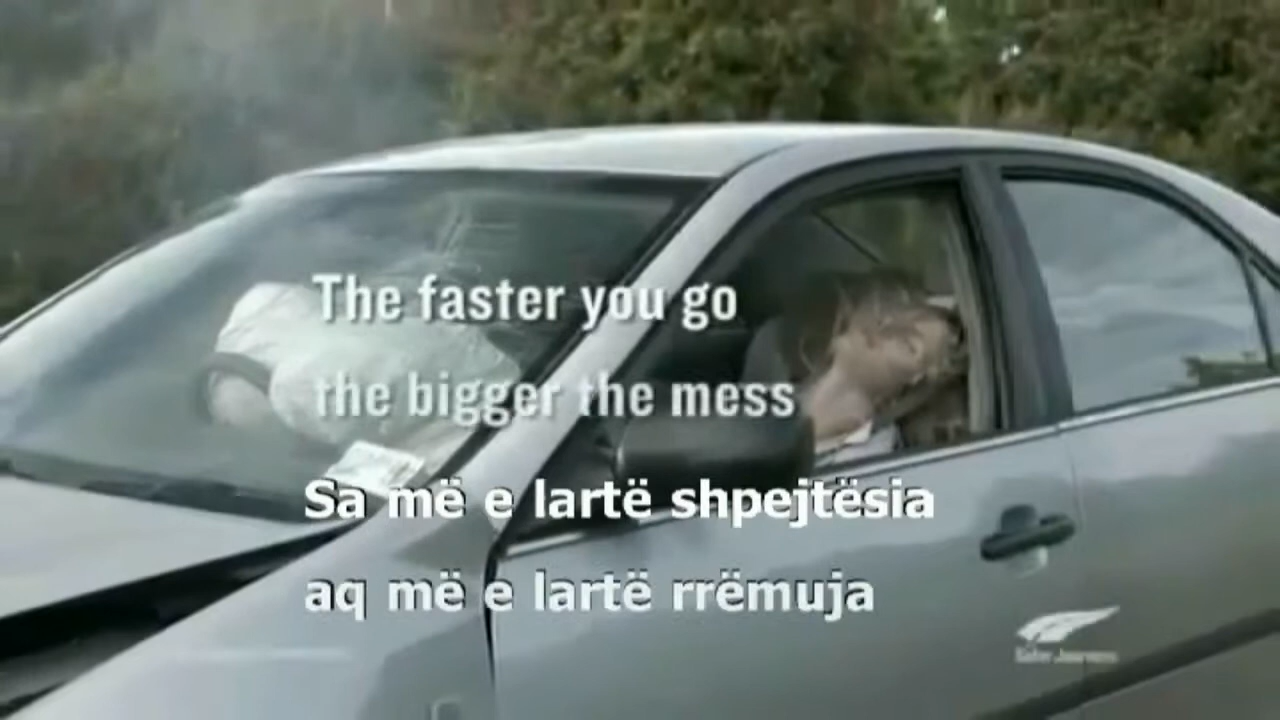 The faster you go
the bigger the mess
Sa më e lartë shpejtësia
aq më e lartë rrëmuja